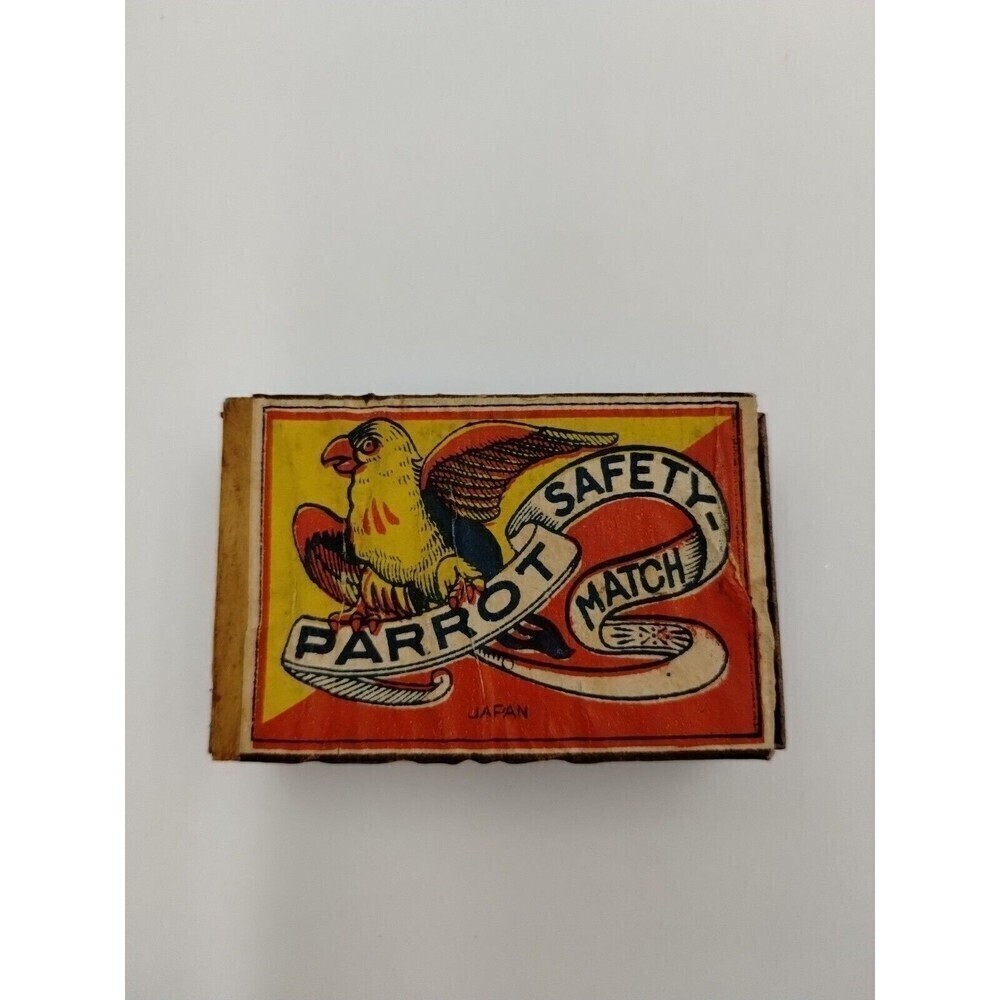 PARROT
SAFETY-
MATCH
JAPAN